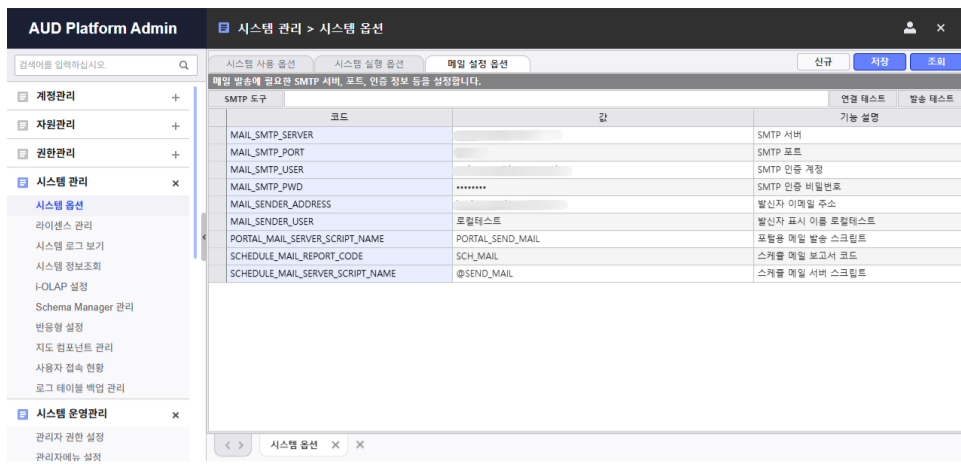 AUD Platform Admin
시스템 관리 > 시스템 옵션
검색어를 입력하십시오.
계정관리
자원관리
권한관리
시스템 관리
시스템 옵션
라이센스 관리
시스템 로그 보기
시스템 정보조회
i-OLAP 설정
Schema Manager 관리
반응형 설정
지도 컴포넌트 관리
사용자 접속 현황
로그 테이블 백업 관리
시스템 운영관리
관리자 권한 설정
관리자메뉴 설정
시스템 사용 옵션 시스템 실행 옵션 메일 설정 옵션 신규 저장 조회
메일 발송에 필요한 SMTP 서버, 포트, 인증 정보 등을 설정합니다.
SMTP 도구 연결 테스트 발송 테스트
코드 값 기능 설명
MAIL_SMTP_SERVER SMTP 서버
MAIL_SMTP_PORT SMTP 포트
MAIL_SMTP_USER SMTP 인증 계정
MAIL_SMTP_PWD •••••••• SMTP 인증 비밀번호
MAIL_SENDER_ADDRESS 발신자 이메일 주소
MAIL_SENDER_USER 로컬테스트 발신자 표시 이름 로컬테스트
PORTAL_MAIL_SERVER_SCRIPT_NAME PORTAL_SEND_MAIL 포털용 메일 발송 스크립트
SCHEDULE_MAIL_REPORT_CODE SCH_MAIL 스케쥴 메일 보고서 코드
SCHEDULE_MAIL_SERVER_SCRIPT_NAME @SEND_MAIL 스케쥴 메일 서버 스크립트
시스템 옵션